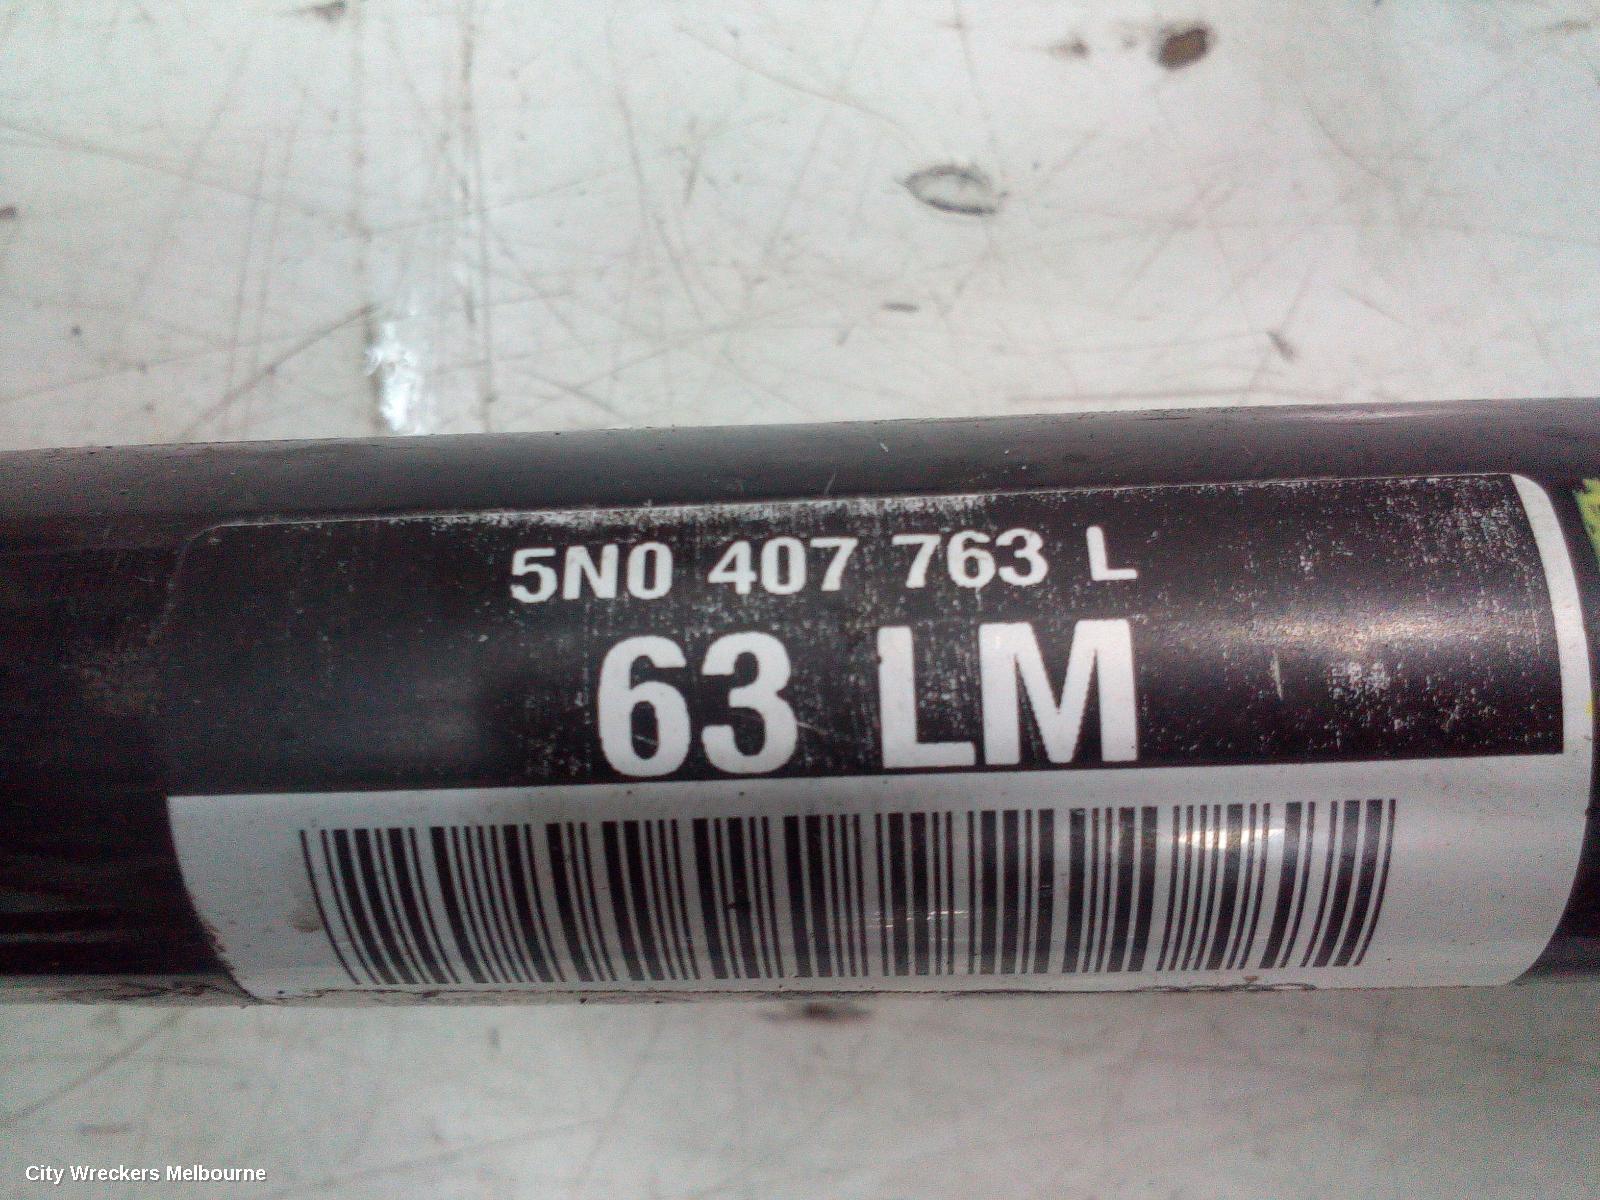 5N0 407 763 L
63 LM
City Wreckers Melbourne